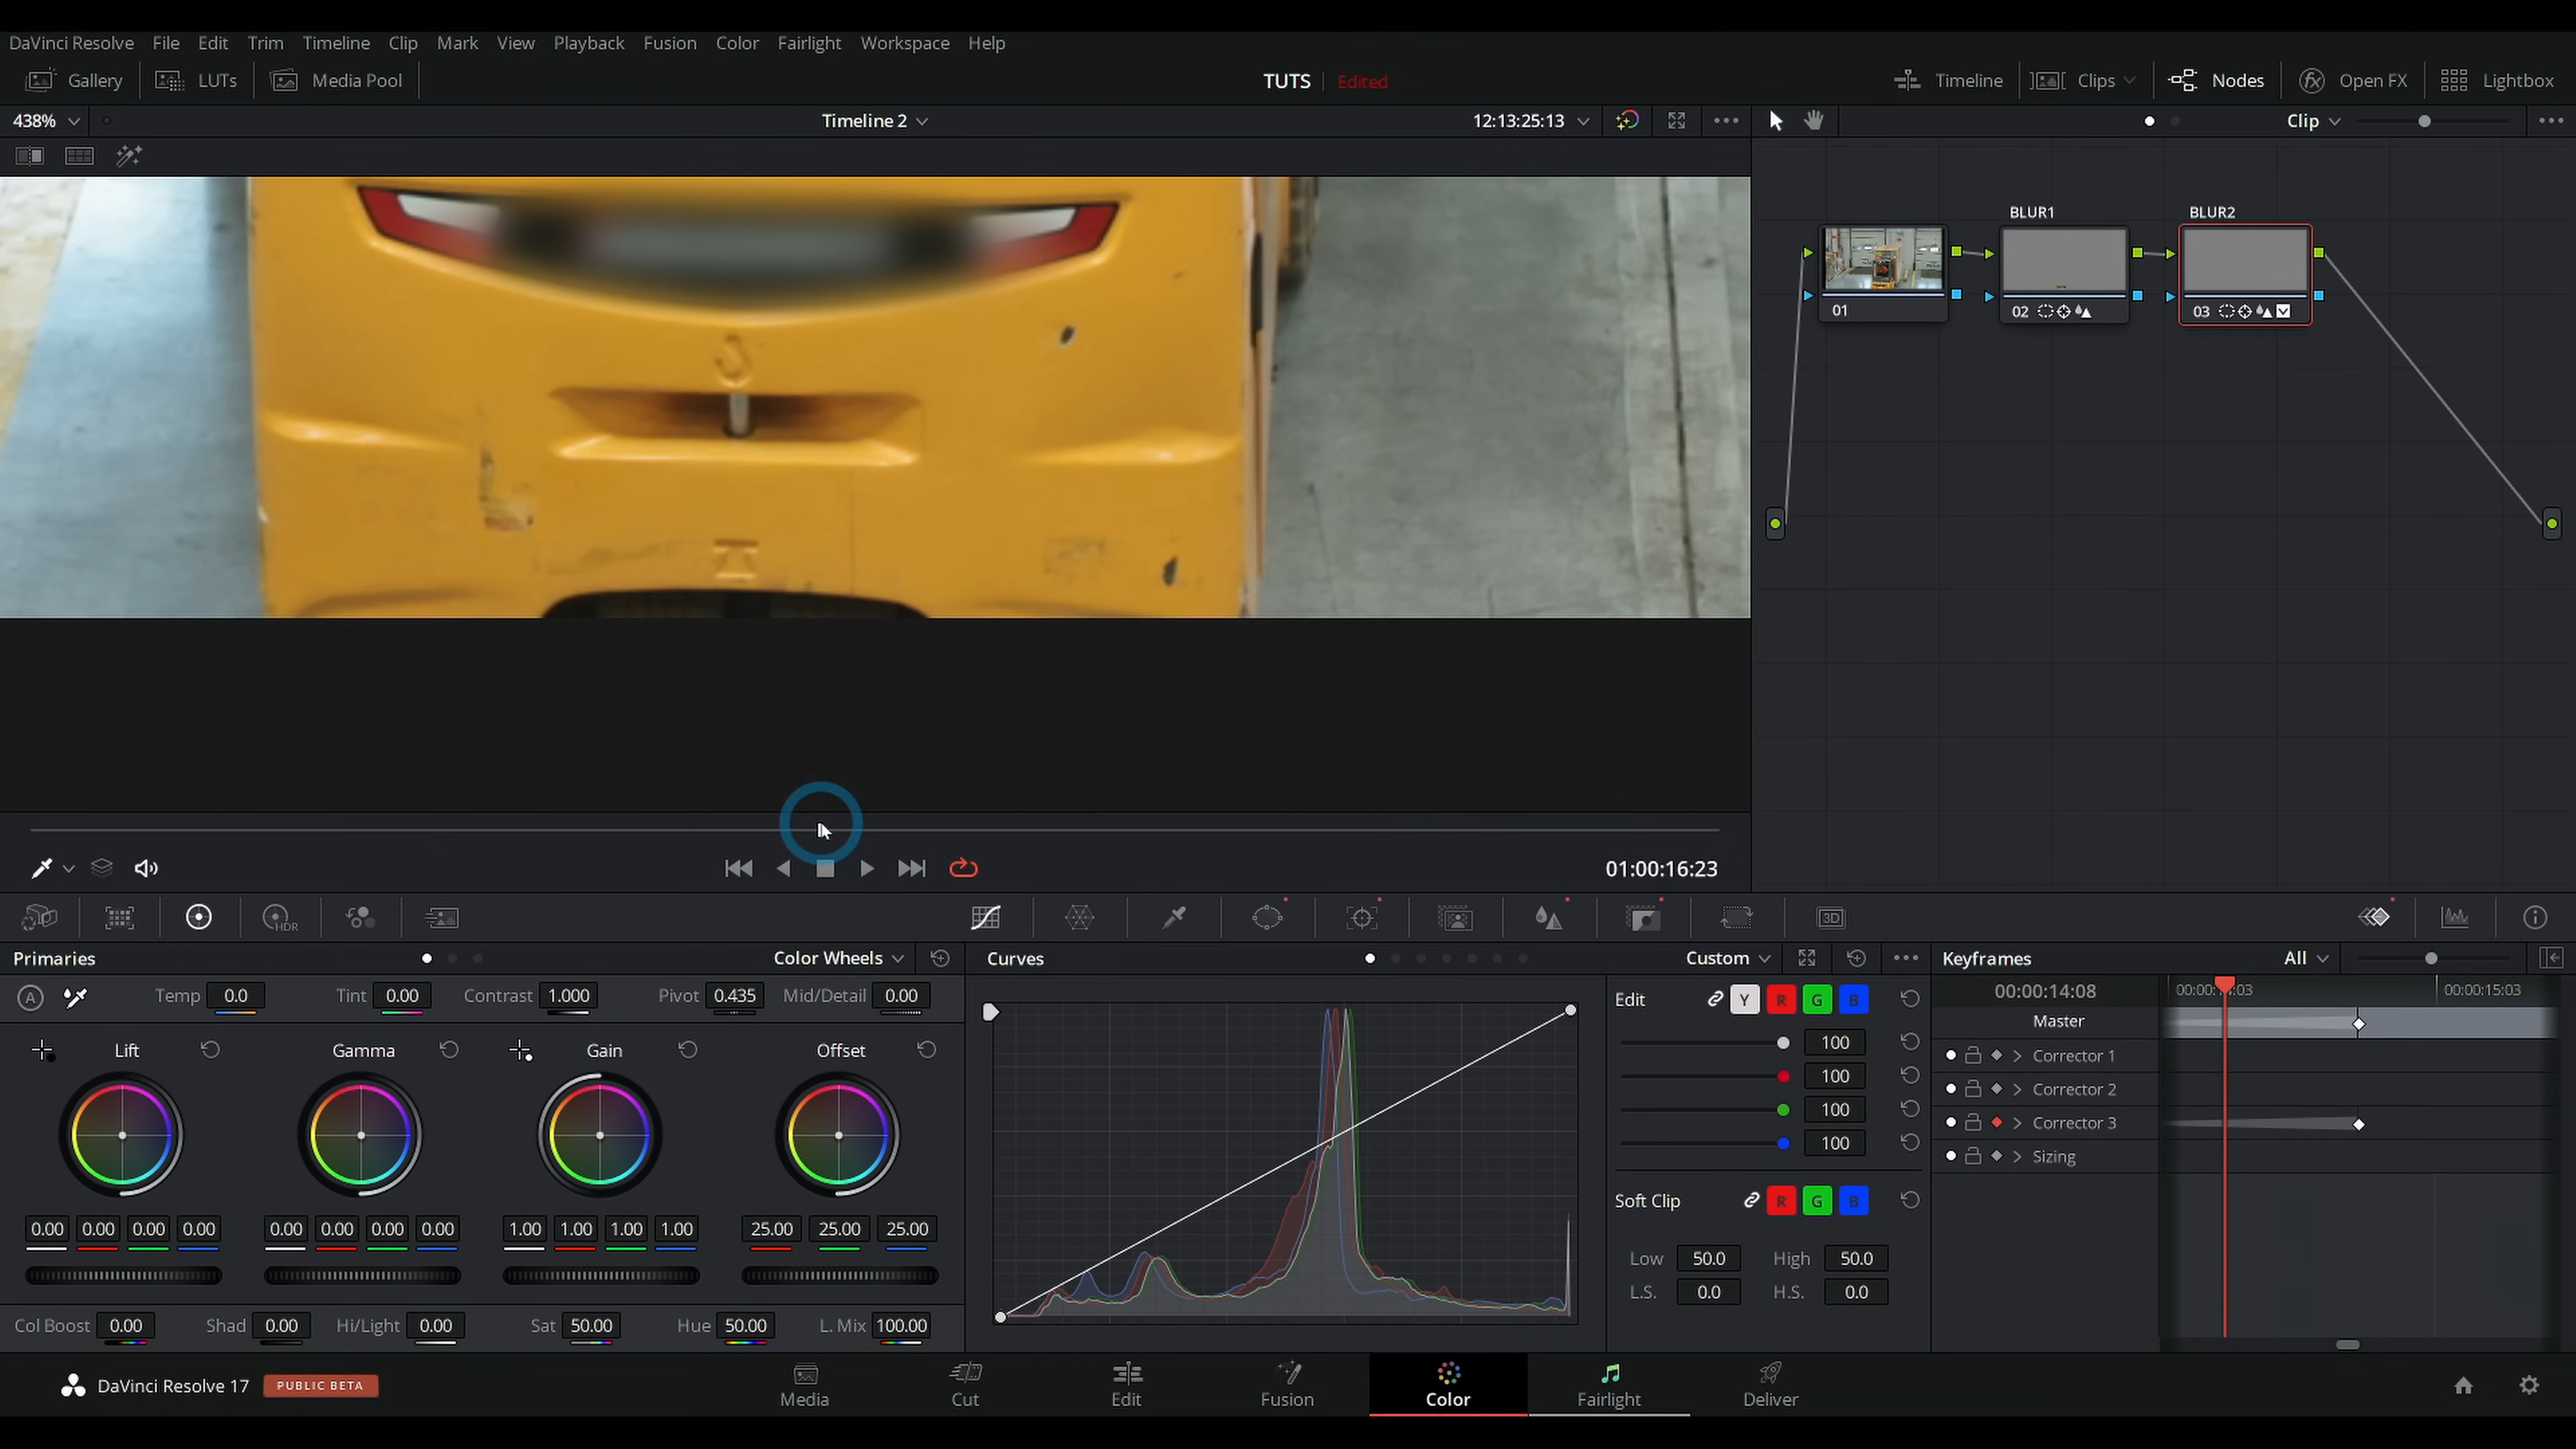 DaVinci Resolve File Edit Trim Timeline Clip Mark View Playback Fusion Color Fairlight Workspace Help
Gallery LUTs Media Pool TUTS Edited Timeline Clips Nodes Open FX Lightbox
438% Timeline 2 12:13:25:13 Clip
BLUR1 BLUR2
01 02 03
01:00:16:23
HDR 3D
Primaries Color Wheels Curves Custom Keyframes All
A Temp 0.0 Tint 0.00 Contrast 1.000 Pivot 0.435 Mid/Detail 0.00
Edit Y R G B
00:00:14:08 00:00:15:03
Master
Lift Gamma Gain Offset
100 Corrector 1
100 Corrector 2
100 Corrector 3
100 Sizing
Soft Clip R G B
0.00 0.00 0.00 0.00 0.00 0.00 0.00 0.00 1.00 1.00 1.00 1.00 25.00 25.00 25.00
Low 50.0 High 50.0
L.S. 0.0 H.S. 0.0
Col Boost 0.00 Shad 0.00 Hi/Light 0.00 Sat 50.00 Hue 50.00 L. Mix 100.00
DaVinci Resolve 17 PUBLIC BETA Media Cut Edit Fusion Color Fairlight Deliver